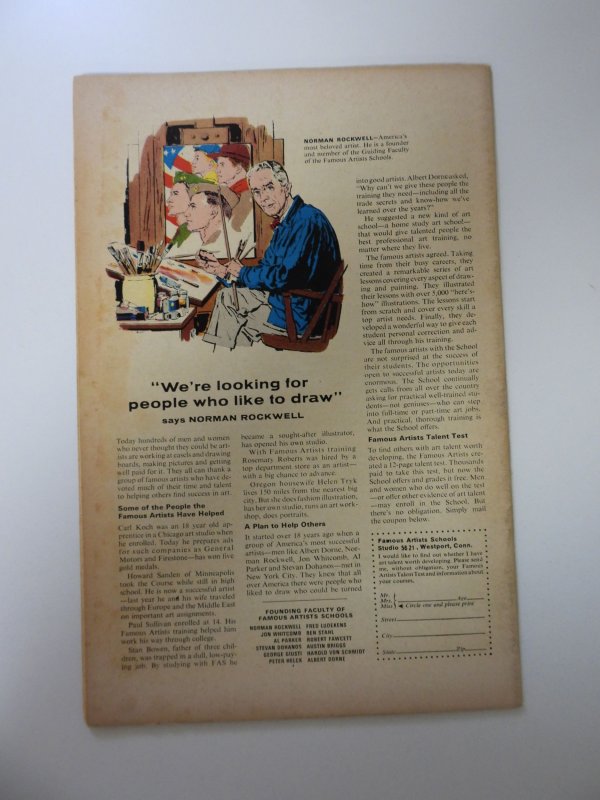 NORMAN ROCKWELL—America's
most beloved artist. He is a founder
and member of the Guiding Faculty
of the Famous Artists Schools.
"We're looking for
people who like to draw"
says NORMAN ROCKWELL
Today hundreds of men and women
who never thought they could be art-
ists are working at easels and drawing
boards, making pictures and getting
well paid for it. They all can thank a
group of famous artists who have de-
voted much of their time and talent
to helping others find success in art.
Some of the People the
Famous Artists Have Helped
Carl Koch was an 18 year old ap-
prentice in a Chicago art studio when
he enrolled. Today he prepares ads
for such companies as General
Motors and Firestone—has won five
gold medals.
Howard Sanden of Minneapolis
took the Course while still in high
school. He is now a successful artist
—last year he and his wife traveled
through Europe and the Middle East
on important art assignments.
Paul Sullivan enrolled at 14. His
Famous Artists training helped him
work his way through college.
Stan Bowen, father of three chil-
dren, was trapped in a dull, low-pay-
ing job. By studying with FAS he
became a sought-after illustrator,
has opened his own studio.
With Famous Artists training
Rosemary Roberts was hired by a
top department store as an artist—
with a big chance to advance.
Oregon housewife Helen Tryk
lives 150 miles from the nearest big
city. But she does fashion illustration,
has her own studio, runs an art work-
shop, does portraits.
A Plan to Help Others
It started over 18 years ago when a
group of America's most successful
artists—men like Albert Dorne, Nor-
man Rockwell, Jon Whitcomb, Al
Parker and Stevan Dohanos—met in
New York City. They knew that all
over America there were people who
liked to draw who could be turned
FOUNDING FACULTY OF
FAMOUS ARTISTS SCHOOLS
NORMAN ROCKWELL FRED LUDEKENS
JON WHITCOMB BEN STAHL
AL PARKER ROBERT FAWCETT
STEVAN DOHANOS AUSTIN BRIGGS
GEORGE GIUSTI HAROLD VON SCHMIDT
PETER HELCK ALBERT DORNE
into good artists. Albert Dorne asked,
"Why can't we give these people the
training they need—including all the
trade secrets and know-how we've
learned over the years?"
He suggested a new kind of art
school—a home study art school—
that would give talented people the
best professional art training, no
matter where they live.
The famous artists agreed. Taking
time from their busy careers, they
created a remarkable series of art
lessons covering every aspect of draw-
ing and painting. They illustrated
their lessons with over 5,000 "here's-
how" illustrations. The lessons start
from scratch and cover every skill a
top artist needs. Finally, they de-
veloped a wonderful way to give each
student personal correction and ad-
vice all through his training.
The famous artists with the School
are not surprised at the success of
their students. The opportunities
open to successful artists today are
enormous. The School continually
gets calls from all over the country
asking for practical well-trained stu-
dents—not geniuses—who can step
into full-time or part-time art jobs.
And practical, thorough training is
what the School offers.
Famous Artists Talent Test
To find others with art talent worth
developing, the Famous Artists cre-
ated a 12-page talent test. Thousands
paid to take this test, but now the
School offers and grades it free. Men
and women who do well on the test
—or offer other evidence of art talent
—may enroll in the School. But
there's no obligation. Simply mail
the coupon below.
Famous Artists Schools
Studio 5621, Westport, Conn.
I would like to find out whether I have
art talent worth developing. Please send
me, without obligation, your Famous
Artists Talent Test and information about
your courses.
Mr.
Mrs. Age
Miss Circle one and please print
Street
City
State Zip